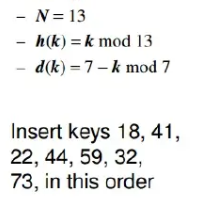 – N = 13
– h(k) = k mod 13
– d(k) = 7 – k mod 7
Insert keys 18, 41,
22, 44, 59, 32,
73, in this order